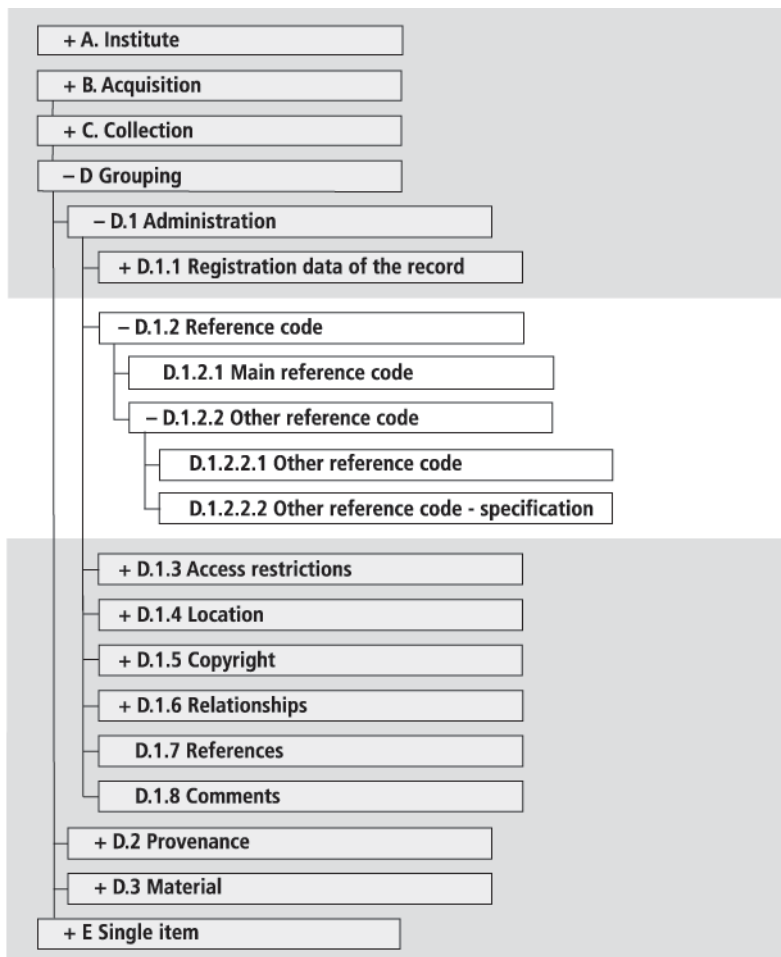 + A. Institute
+ B. Acquisition
+ C. Collection
– D Grouping
– D.1 Administration
+ D.1.1 Registration data of the record
– D.1.2 Reference code
D.1.2.1 Main reference code
– D.1.2.2 Other reference code
D.1.2.2.1 Other reference code
D.1.2.2.2 Other reference code - specification
+ D.1.3 Access restrictions
+ D.1.4 Location
+ D.1.5 Copyright
+ D.1.6 Relationships
D.1.7 References
D.1.8 Comments
+ D.2 Provenance
+ D.3 Material
+ E Single item